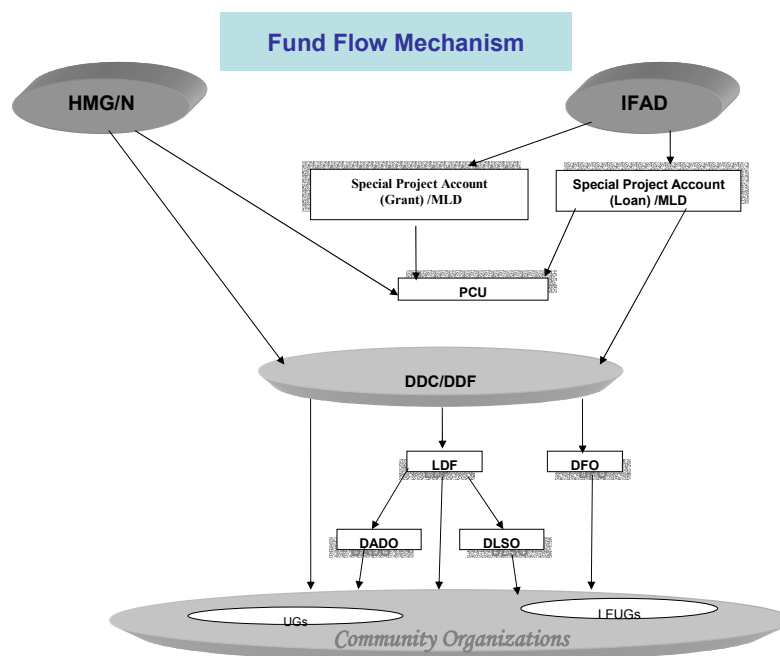 Fund Flow Mechanism
HMG/N
IFAD
Special Project Account
(Grant) /MLD
Special Project Account
(Loan) /MLD
PCU
DDC/DDF
LDF
DFO
DADO
DLSO
UGs
LFUGs
Community Organizations